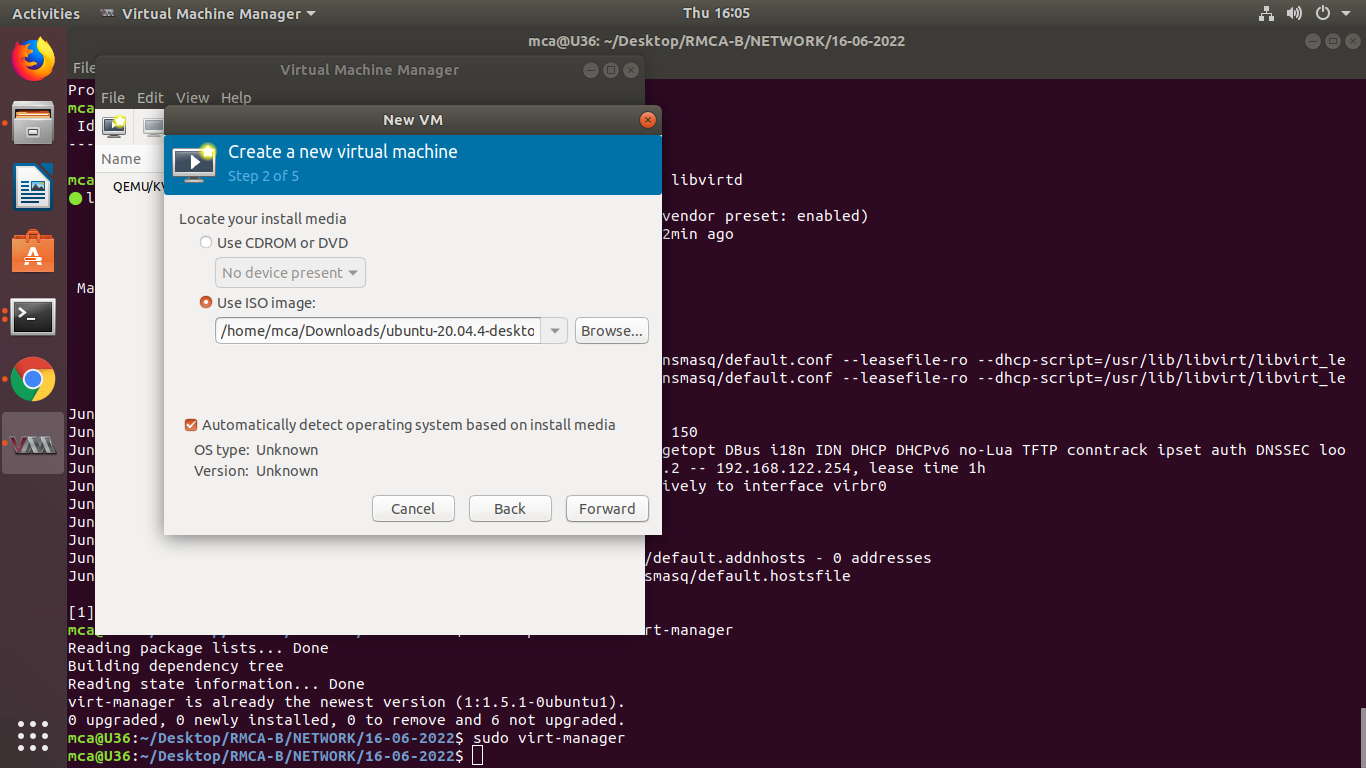 Activities Virtual Machine Manager Thu 16:05
mca@U36: ~/Desktop/RMCA-B/NETWORK/16-06-2022
File
Virtual Machine Manager
File Edit View Help
Name
QEMU/KV
New VM
Create a new virtual machine
Step 2 of 5
Locate your install media
Use CDROM or DVD
No device present
Use ISO image:
/home/mca/Downloads/ubuntu-20.04.4-deskto Browse...
Automatically detect operating system based on install media
OS type: Unknown
Version: Unknown
Cancel Back Forward
Pro
mca
Id
---
mca libvirtd
l
vendor preset: enabled)
2min ago
Ma
nsmasq/default.conf --leasefile-ro --dhcp-script=/usr/lib/libvirt/libvirt_le
nsmasq/default.conf --leasefile-ro --dhcp-script=/usr/lib/libvirt/libvirt_le
Jun
Jun 150
Jun getopt DBus i18n IDN DHCP DHCPv6 no-Lua TFTP conntrack ipset auth DNSSEC loo
Jun .2 -- 192.168.122.254, lease time 1h
Jun ively to interface virbr0
Jun
Jun
Jun
Jun /default.addnhosts - 0 addresses
Jun smasq/default.hostsfile
[1]
mca rt-manager
Reading package lists... Done
Building dependency tree
Reading state information... Done
virt-manager is already the newest version (1:1.5.1-0ubuntu1).
0 upgraded, 0 newly installed, 0 to remove and 6 not upgraded.
mca@U36:~/Desktop/RMCA-B/NETWORK/16-06-2022$ sudo virt-manager
mca@U36:~/Desktop/RMCA-B/NETWORK/16-06-2022$